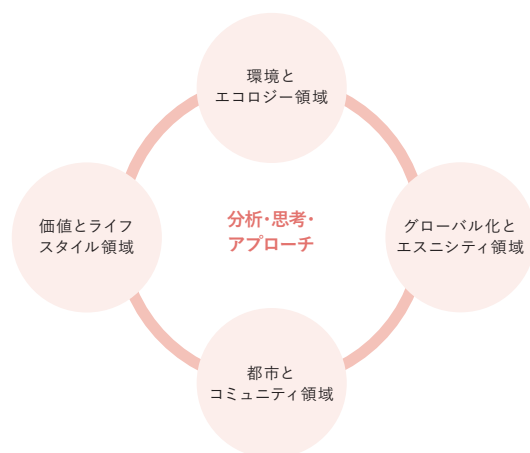 環境と
エコロジー領域
価値とライフ
スタイル領域
分析・思考・
アプローチ
グローバル化と
エスニシティ領域
都市と
コミュニティ領域